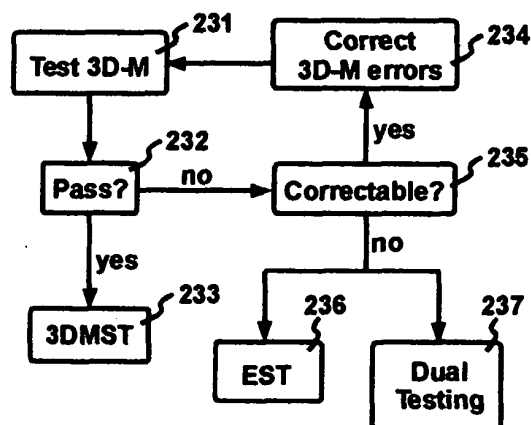 231
Test 3D-M
Correct
3D-M errors
234
232
Pass?
no
yes
Correctable?
235
yes
233
3DMST
no
236
EST
237
Dual
Testing